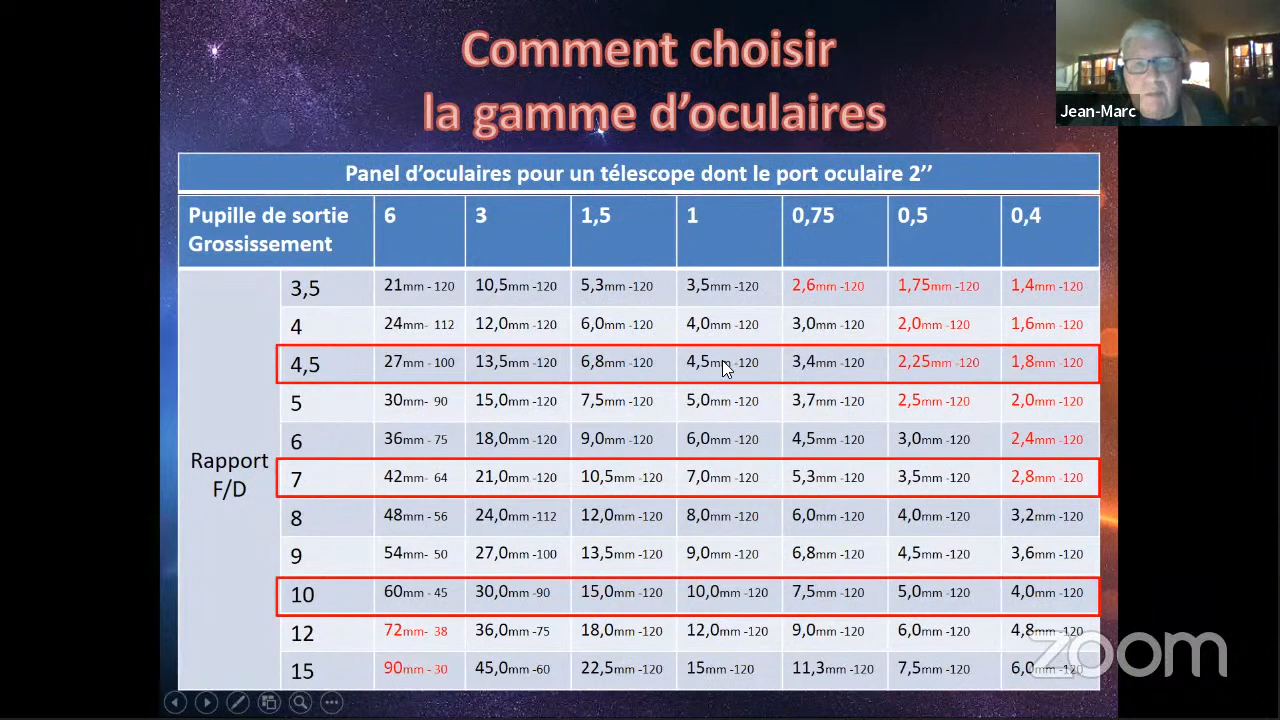 Comment choisir
la gamme d'oculaires
Jean-Marc
Panel d'oculaires pour un télescope dont le port oculaire 2’’
Pupille de sortie 6 3 1,5 1 0,75 0,5 0,4
Grossissement
3,5 21mm - 120 10,5mm -120 5,3mm -120 3,5mm -120 2,6mm -120 1,75mm -120 1,4mm -120
4 24mm- 112 12,0mm -120 6,0mm -120 4,0mm -120 3,0mm -120 2,0mm -120 1,6mm -120
4,5 27mm - 100 13,5mm -120 6,8mm -120 4,5mm -120 3,4mm -120 2,25mm -120 1,8mm -120
5 30mm- 90 15,0mm -120 7,5mm -120 5,0mm -120 3,7mm -120 2,5mm -120 2,0mm -120
6 36mm - 75 18,0mm -120 9,0mm -120 6,0mm -120 4,5mm -120 3,0mm -120 2,4mm -120
Rapport
F/D
7 42mm - 64 21,0mm -120 10,5mm -120 7,0mm -120 5,3mm -120 3,5mm -120 2,8mm -120
8 48mm - 56 24,0mm -112 12,0mm -120 8,0mm -120 6,0mm -120 4,0mm -120 3,2mm -120
9 54mm - 50 27,0mm -100 13,5mm -120 9,0mm -120 6,8mm -120 4,5mm -120 3,6mm -120
10 60mm - 45 30,0mm -90 15,0mm -120 10,0mm -120 7,5mm -120 5,0mm -120 4,0mm -120
12 72mm- 38 36,0mm -75 18,0mm -120 12,0mm -120 9,0mm -120 6,0mm -120 4,8mm -120
15 90mm - 30 45,0mm -60 22,5mm -120 15mm -120 11,3mm -120 7,5mm -120 6,0mm -120
zoom